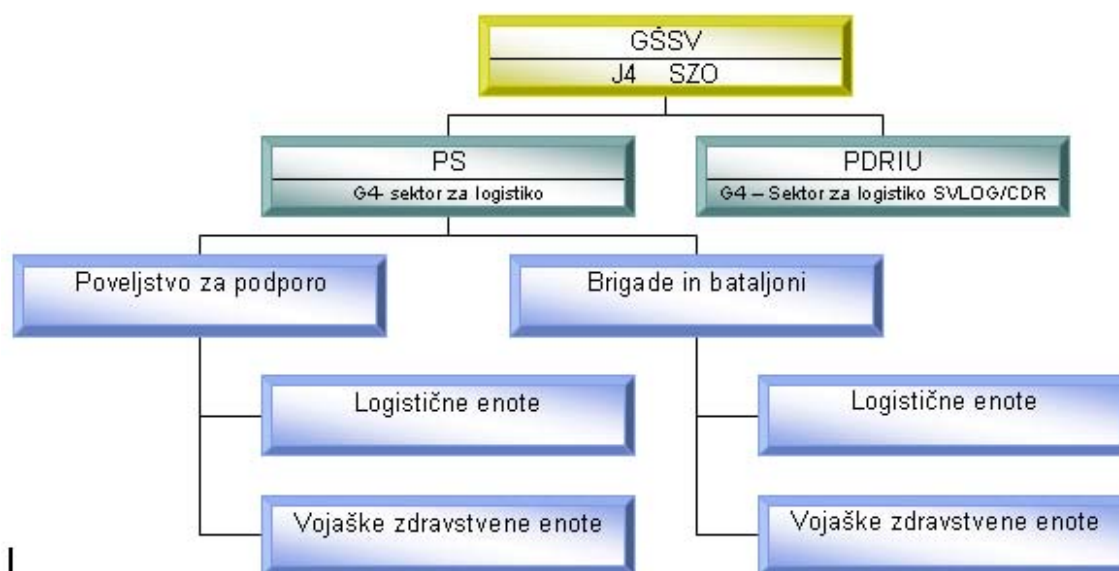 GŠSV
J4 SZO
PS
G4- sektor za logistiko
PDRIU
G4 – Sektor za logistiko SVLOG/CDR
Poveljstvo za podporo
Brigade in bataljoni
Logistične enote
Logistične enote
Vojaške zdravstvene enote
Vojaške zdravstvene enote